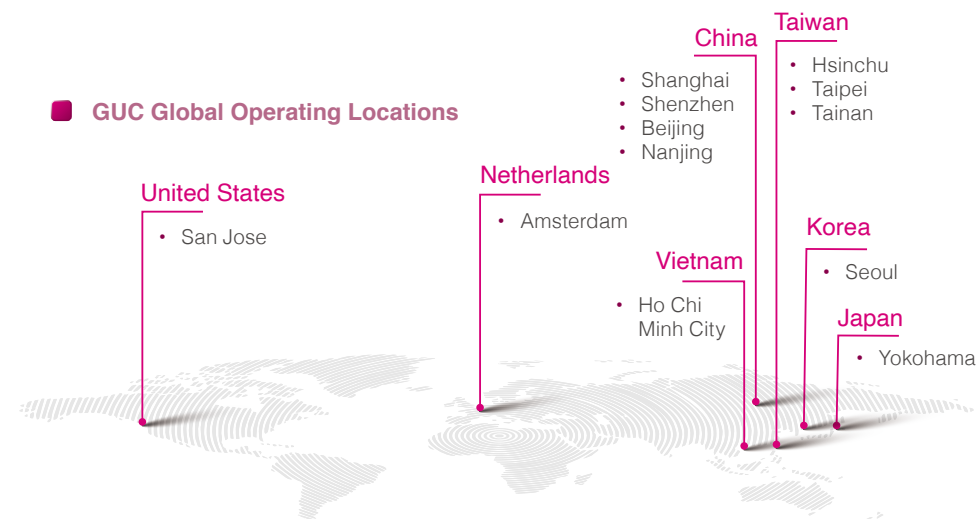 GUC Global Operating Locations
United States
• San Jose
Netherlands
• Amsterdam
China
• Shanghai
• Shenzhen
• Beijing
• Nanjing
Taiwan
• Hsinchu
• Taipei
• Tainan
Vietnam
• Ho Chi
Minh City
Korea
• Seoul
Japan
• Yokohama